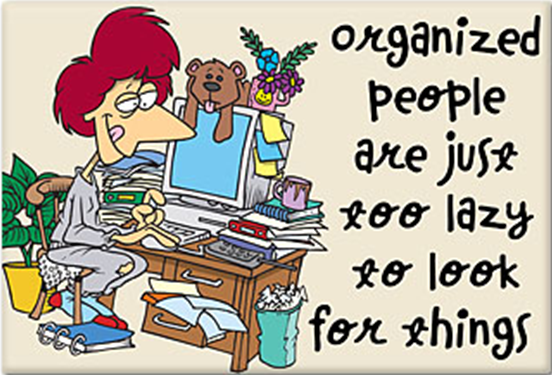 organized
people
are just
too lazy
to look
for things